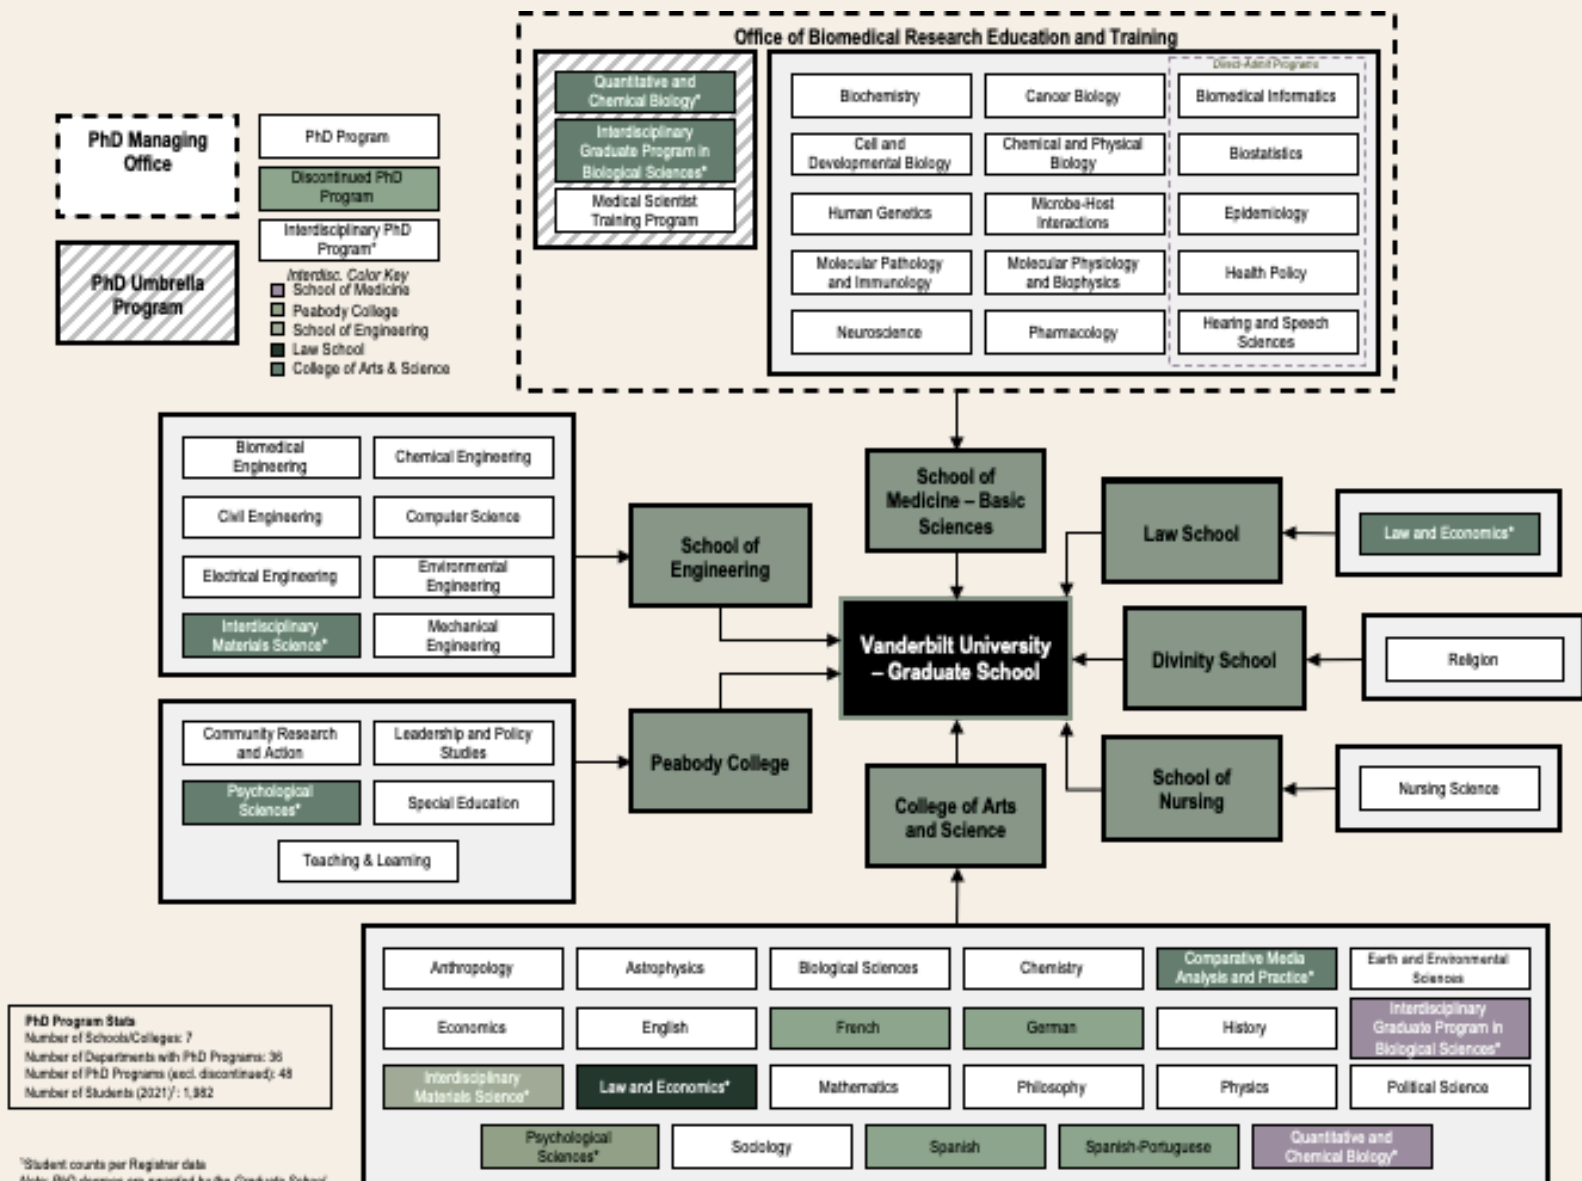 Office of Biomedical Research Education and Training
Direct-Admit Programs
Quantitative and
Chemical Biology*
Interdisciplinary
Graduate Program in
Biological Sciences*
Medical Scientist
Training Program
Biochemistry
Cancer Biology
Biomedical Informatics
Cell and
Developmental Biology
Chemical and Physical
Biology
Biostatistics
Human Genetics
Microbe-Host
Interactions
Epidemiology
Molecular Pathology
and Immunology
Molecular Physiology
and Biophysics
Health Policy
Neuroscience
Pharmacology
Hearing and Speech
Sciences
PhD Managing
Office
PhD Umbrella
Program
PhD Program
Discontinued PhD
Program
Interdisciplinary PhD
Program*
Interdisc. Color Key
School of Medicine
Peabody College
School of Engineering
Law School
College of Arts & Science
Biomedical
Engineering
Chemical Engineering
Civil Engineering
Computer Science
Electrical Engineering
Environmental
Engineering
Interdisciplinary
Materials Science*
Mechanical
Engineering
School of
Engineering
School of
Medicine – Basic
Sciences
Law School
Law and Economics*
Vanderbilt University
– Graduate School
Divinity School
Religion
Community Research
and Action
Leadership and Policy
Studies
Psychological
Sciences*
Special Education
Teaching & Learning
Peabody College
College of Arts
and Science
School of
Nursing
Nursing Science
Anthropology
Astrophysics
Biological Sciences
Chemistry
Comparative Media
Analysis and Practice*
Earth and Environmental
Sciences
Economics
English
French
German
History
Interdisciplinary
Graduate Program in
Biological Sciences*
Interdisciplinary
Materials Science*
Law and Economics*
Mathematics
Philosophy
Physics
Political Science
Psychological
Sciences*
Sociology
Spanish
Spanish-Portuguese
Quantitative and
Chemical Biology*
PhD Program Stats
Number of Schools/Colleges: 7
Number of Departments with PhD Programs: 36
Number of PhD Programs (excl. discontinued): 48
Number of Students (2021)¹: 1,982
¹Student counts per Registrar data
Note: PhD degrees are awarded by the Graduate School